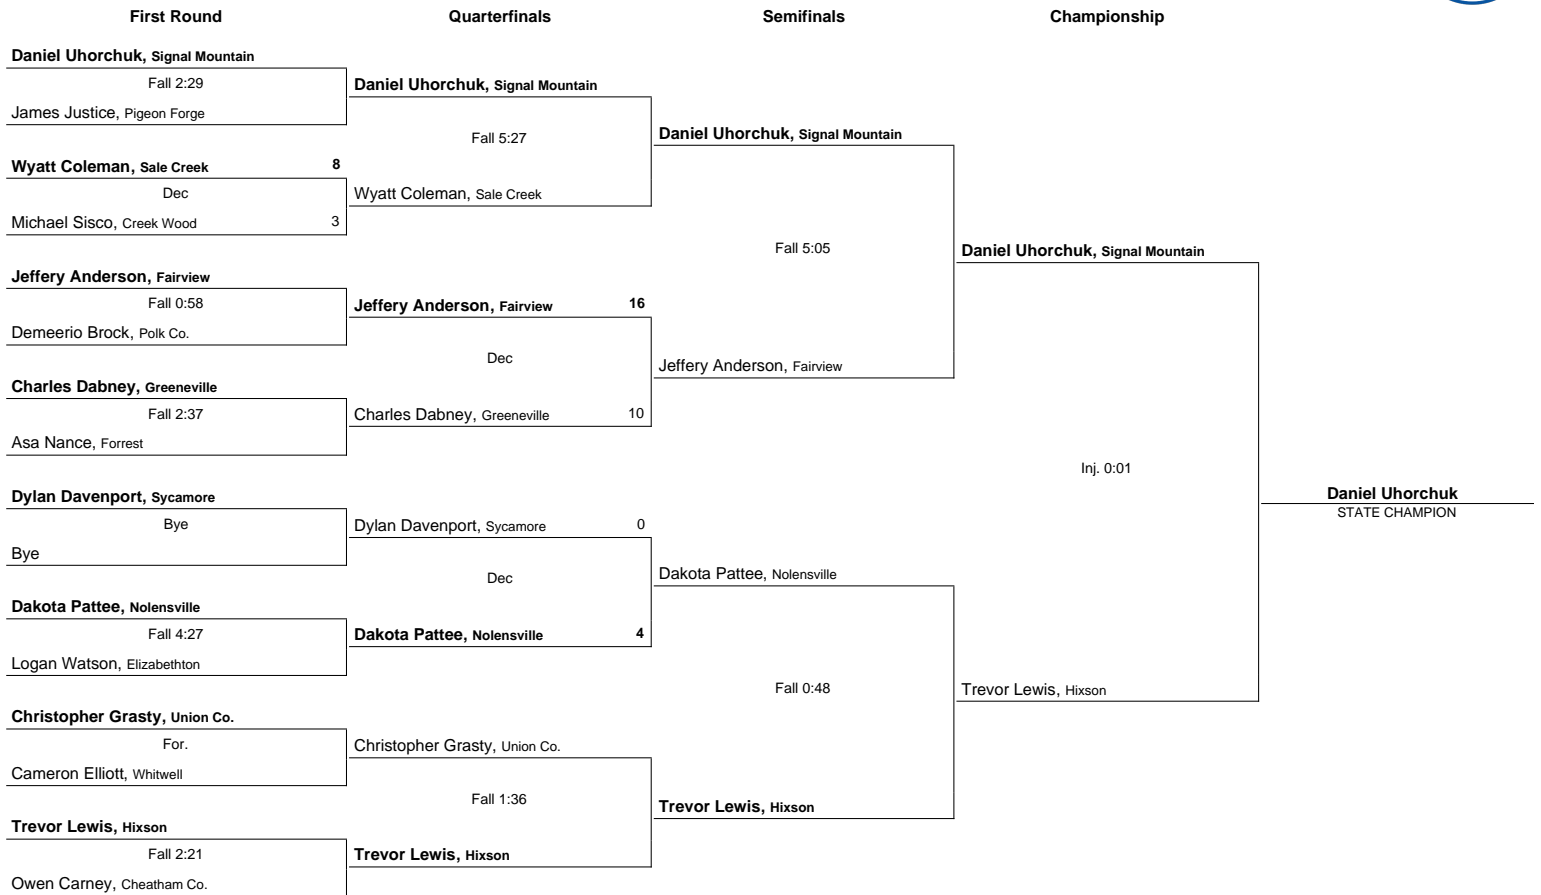 First Round
Quarterfinals
Semifinals
Championship
Daniel Uhorchuk, Signal Mountain
Fall 2:29
James Justice, Pigeon Forge
Wyatt Coleman, Sale Creek 8
Dec
Michael Sisco, Creek Wood 3
Jeffery Anderson, Fairview
Fall 0:58
Demeerio Brock, Polk Co.
Charles Dabney, Greeneville
Fall 2:37
Asa Nance, Forrest
Dylan Davenport, Sycamore
Bye
Bye
Dakota Pattee, Nolensville
Fall 4:27
Logan Watson, Elizabethton
Christopher Grasty, Union Co.
For.
Cameron Elliott, Whitwell
Trevor Lewis, Hixson
Fall 2:21
Owen Carney, Cheatham Co.
Daniel Uhorchuk, Signal Mountain
Fall 5:27
Wyatt Coleman, Sale Creek
Jeffery Anderson, Fairview 16
Dec
Charles Dabney, Greeneville 10
Dylan Davenport, Sycamore 0
Dec
Dakota Pattee, Nolensville 4
Christopher Grasty, Union Co.
Fall 1:36
Trevor Lewis, Hixson
Daniel Uhorchuk, Signal Mountain
Fall 5:05
Jeffery Anderson, Fairview
Dakota Pattee, Nolensville
Fall 0:48
Trevor Lewis, Hixson
Daniel Uhorchuk, Signal Mountain
Inj. 0:01
Trevor Lewis, Hixson
Daniel Uhorchuk
STATE CHAMPION